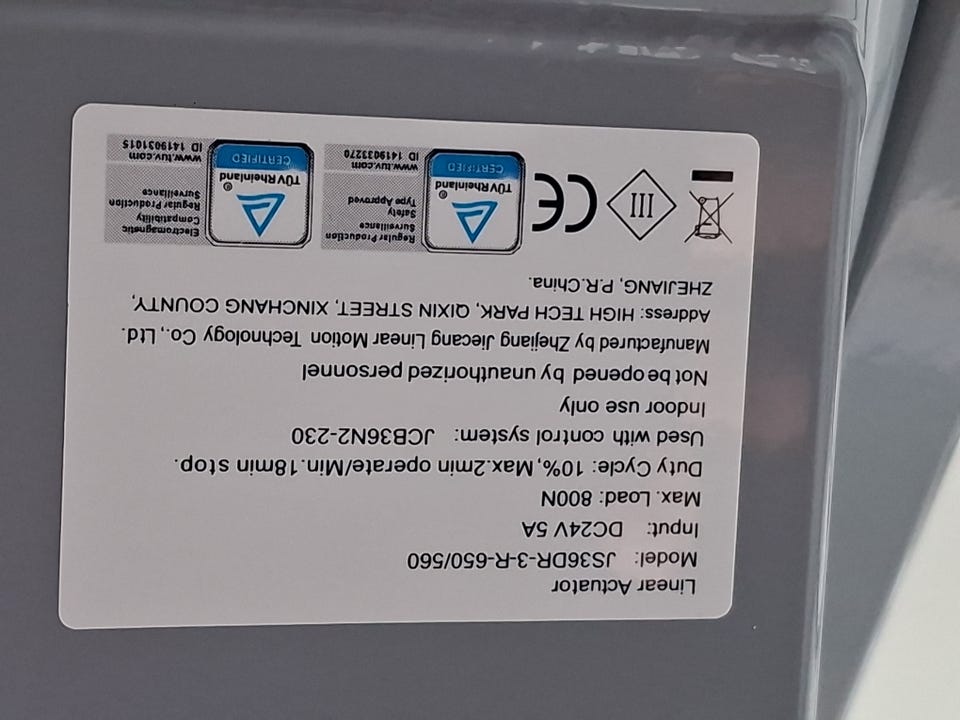 Linear Actuator
Model: JS36DR-3-R-650/560
Input: DC24V 5A
Max. Load: 800N
Duty Cycle: 10%, Max.2min operate/Min.18min stop.
Used with control system: JCB36N2-230
Indoor use only
Not be opened by unauthorized personnel
Manufactured by Zhejiang Jiecang Linear Motion Technology Co., Ltd.
Address: HIGH TECH PARK, QIXIN STREET, XINCHANG COUNTY,
ZHEJIANG, P.R.China.
III
CE
TÜVRheinland®
CERTIFIED
Regular Production
Surveillance
Safety
Type Approved
www.tuv.com
ID 1419033270
TÜVRheinland®
CERTIFIED
Electromagnetic
Compatibility
Regular Production
Surveillance
www.tuv.com
ID 1419031015